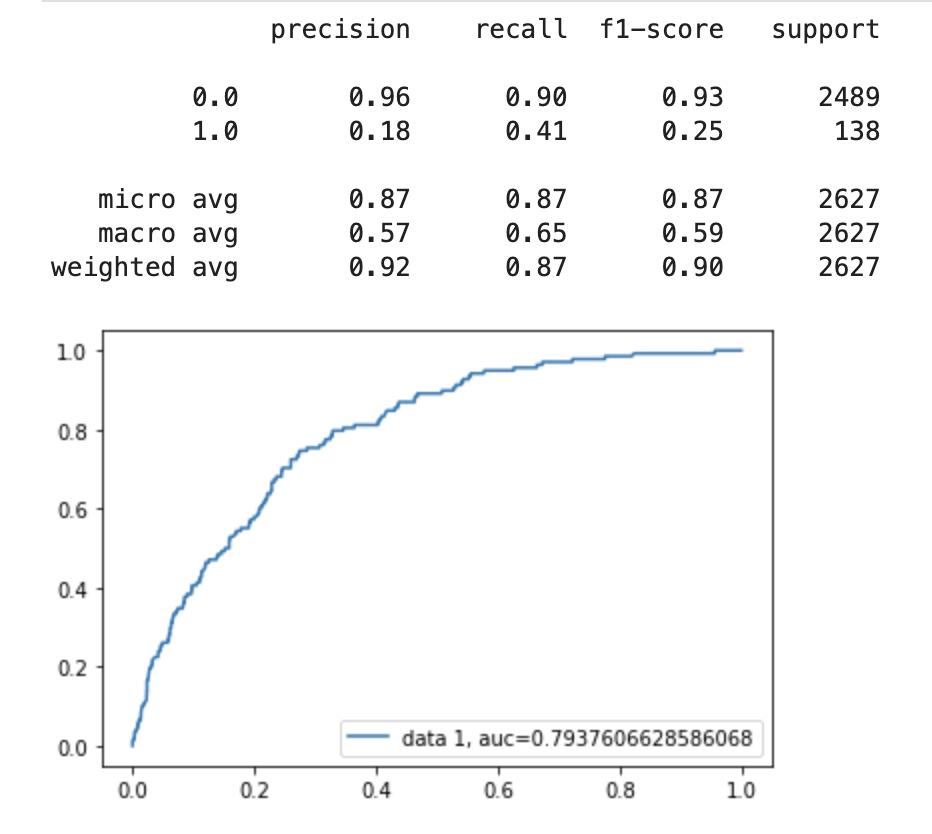 precision recall f1-score support
0.0 0.96 0.90 0.93 2489
1.0 0.18 0.41 0.25 138
micro avg 0.87 0.87 0.87 2627
macro avg 0.57 0.65 0.59 2627
weighted avg 0.92 0.87 0.90 2627
1.0
0.8
0.6
0.4
0.2
0.0
data 1, auc=0.7937606628586068
0.0 0.2 0.4 0.6 0.8 1.0